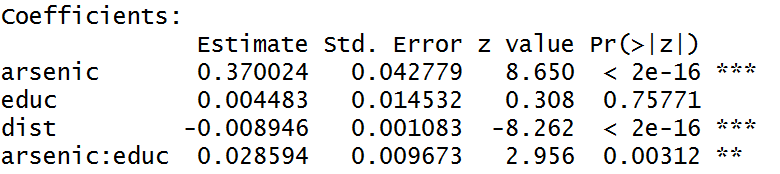 Coefficients:
Estimate Std. Error z value Pr(>|z|)
arsenic 0.370024 0.042779 8.650 < 2e-16 ***
educ 0.004483 0.014532 0.308 0.75771
dist -0.008946 0.001083 -8.262 < 2e-16 ***
arsenic:educ 0.028594 0.009673 2.956 0.00312 **